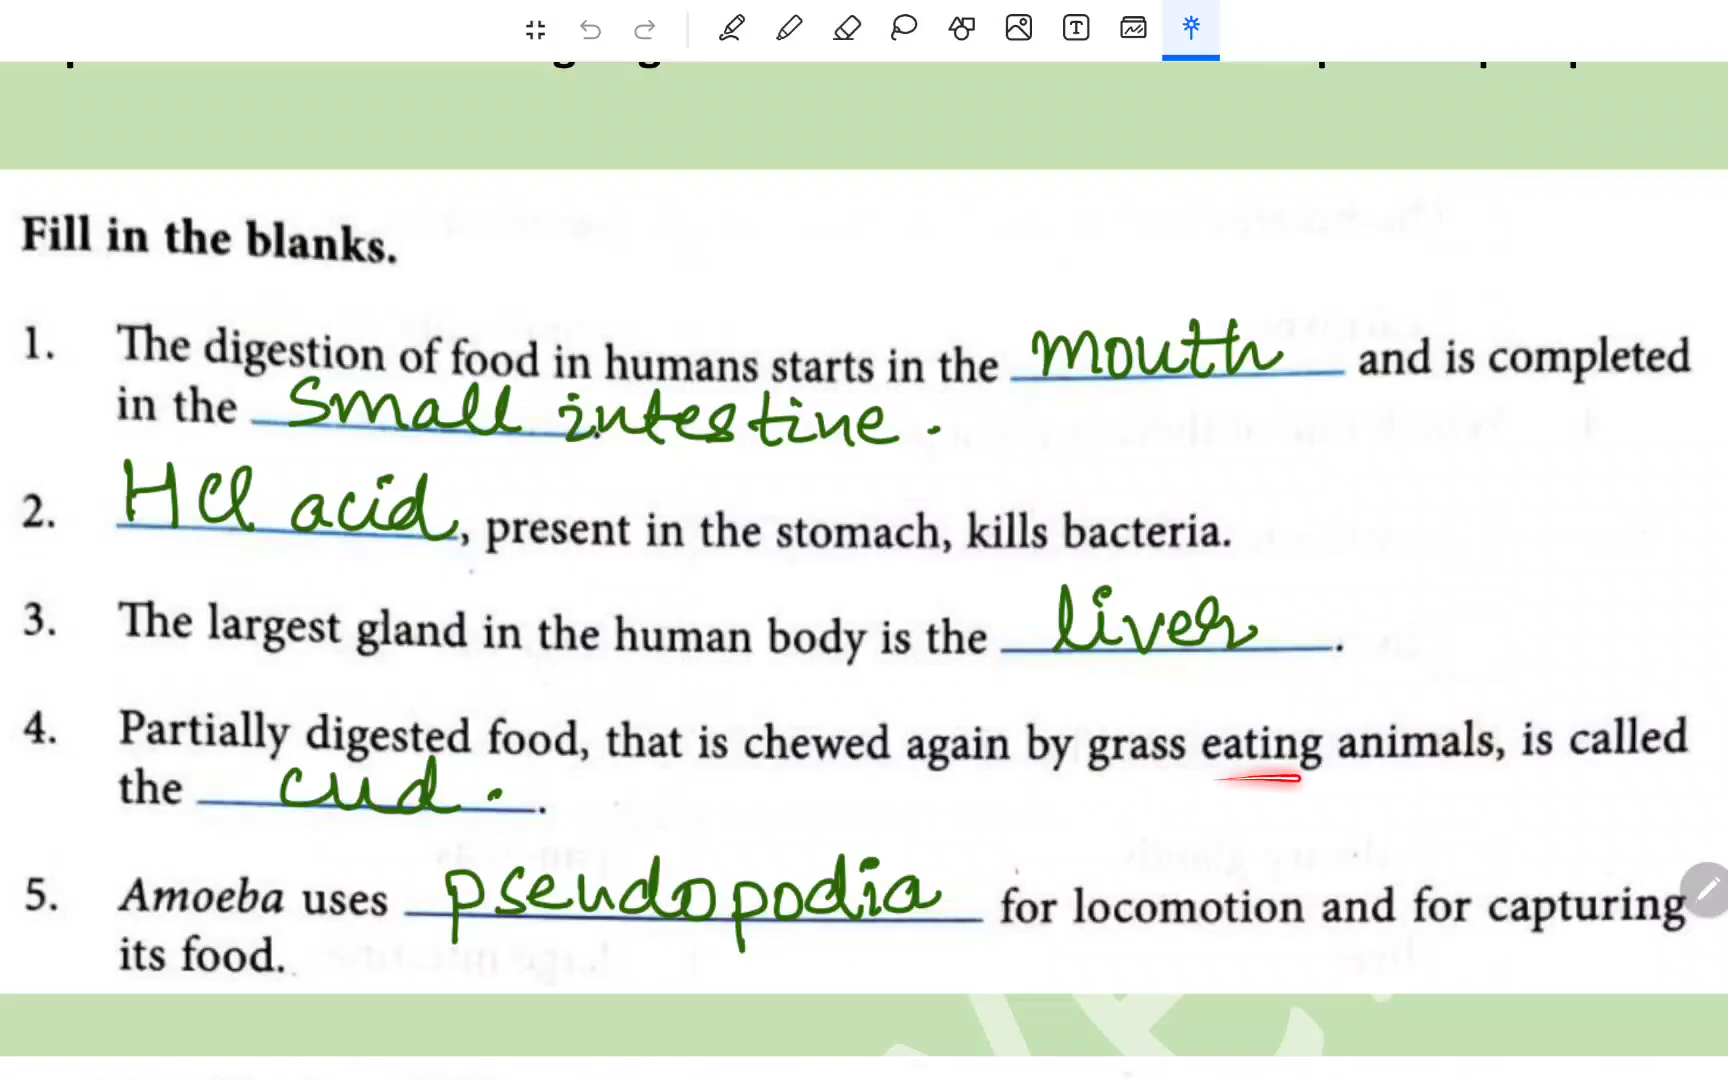 Fill in the blanks.
1. The digestion of food in humans starts in the mouth and is completed
in the Small intestine.
2. HCl acid, present in the stomach, kills bacteria.
3. The largest gland in the human body is the liver.
4. Partially digested food, that is chewed again by grass eating animals, is called
the cud.
5. Amoeba uses pseudopodia for locomotion and for capturing
its food.